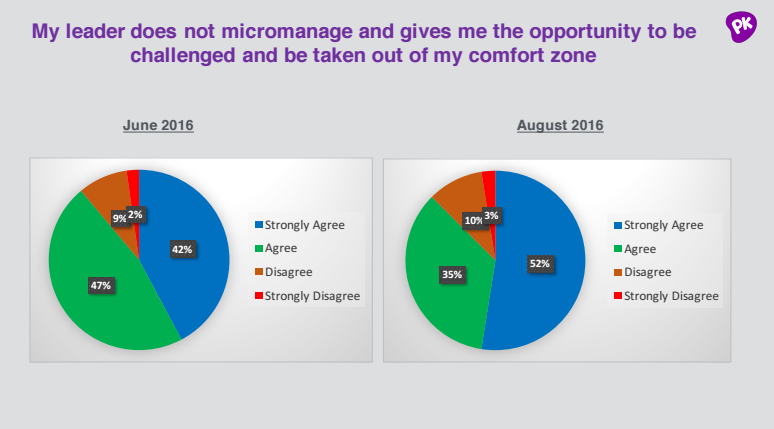 My leader does not micromanage and gives me the opportunity to be
challenged and be taken out of my comfort zone
PK
June 2016
August 2016
42%
47%
9%
2%
Strongly Agree
Agree
Disagree
Strongly Disagree
52%
35%
10%
3%
Strongly Agree
Agree
Disagree
Strongly Disagree